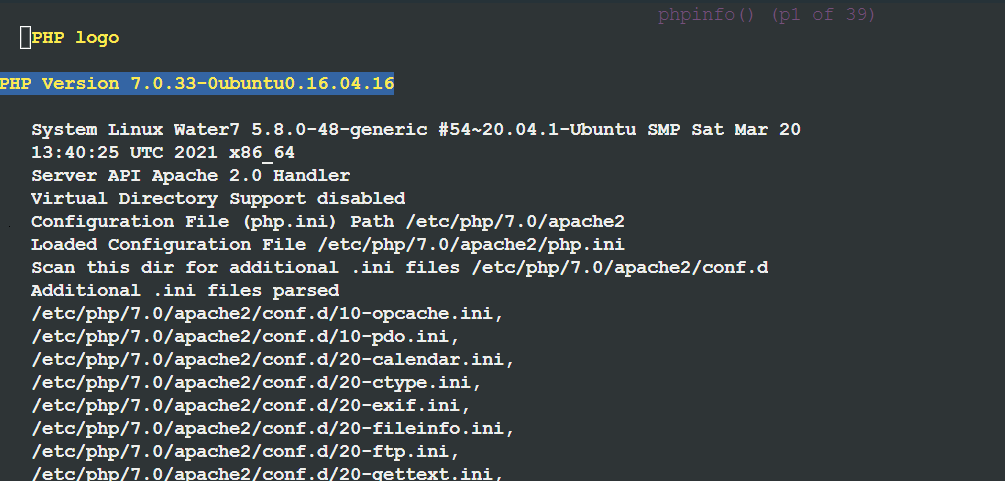 phpinfo() (p1 of 39)
PHP logo
PHP Version 7.0.33-0ubuntu0.16.04.16
System Linux Water7 5.8.0-48-generic #54~20.04.1-Ubuntu SMP Sat Mar 20
13:40:25 UTC 2021 x86_64
Server API Apache 2.0 Handler
Virtual Directory Support disabled
Configuration File (php.ini) Path /etc/php/7.0/apache2
Loaded Configuration File /etc/php/7.0/apache2/php.ini
Scan this dir for additional .ini files /etc/php/7.0/apache2/conf.d
Additional .ini files parsed
/etc/php/7.0/apache2/conf.d/10-opcache.ini,
/etc/php/7.0/apache2/conf.d/10-pdo.ini,
/etc/php/7.0/apache2/conf.d/20-calendar.ini,
/etc/php/7.0/apache2/conf.d/20-ctype.ini,
/etc/php/7.0/apache2/conf.d/20-exif.ini,
/etc/php/7.0/apache2/conf.d/20-fileinfo.ini,
/etc/php/7.0/apache2/conf.d/20-ftp.ini,
/etc/php/7.0/apache2/conf.d/20-gettext.ini,